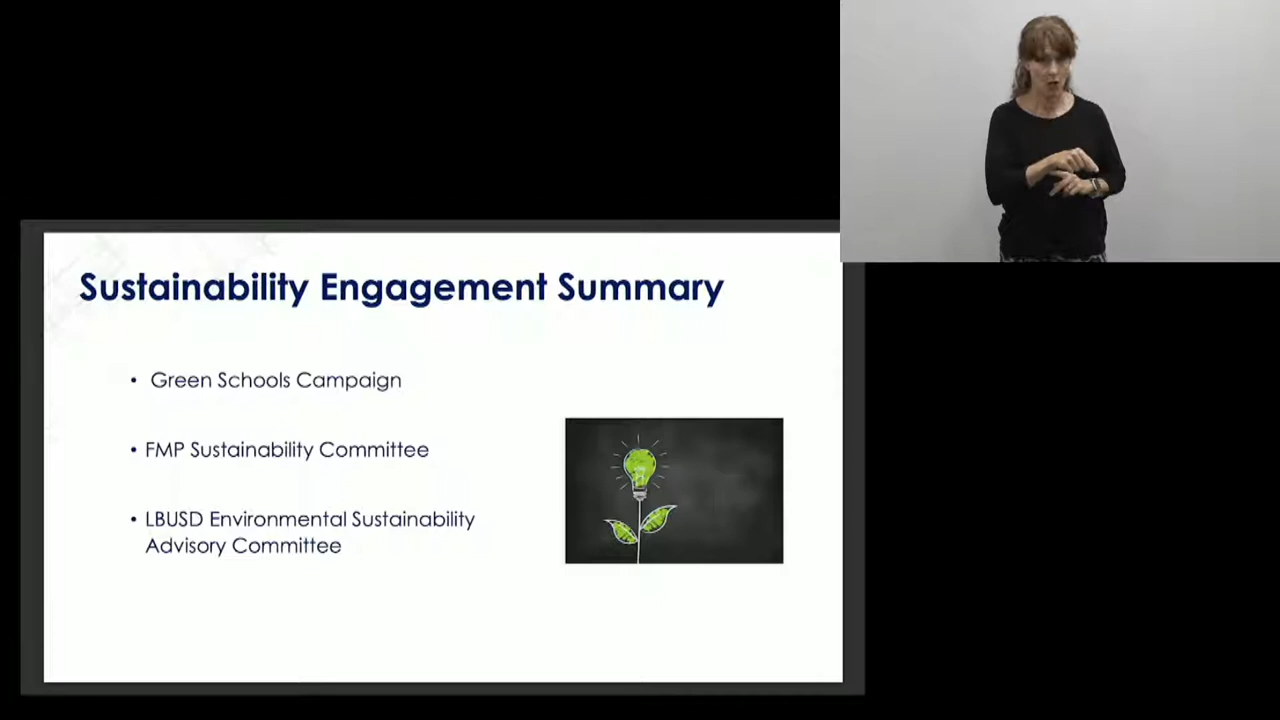 Sustainability Engagement Summary
• Green Schools Campaign
• FMP Sustainability Committee
• LBUSD Environmental Sustainability
Advisory Committee